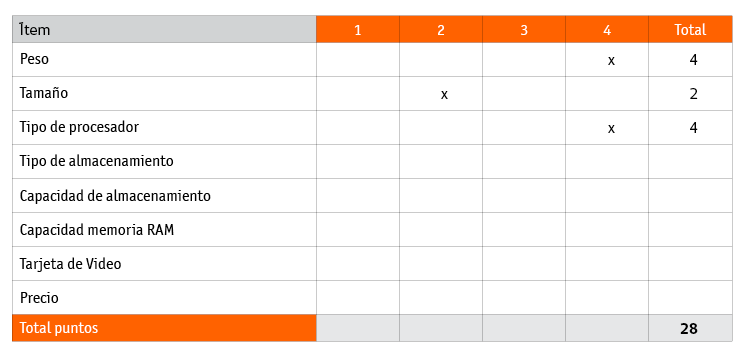 Ítem 1 2 3 4 Total
Peso x 4
Tamaño x 2
Tipo de procesador x 4
Tipo de almacenamiento
Capacidad de almacenamiento
Capacidad memoria RAM
Tarjeta de Video
Precio
Total puntos 28